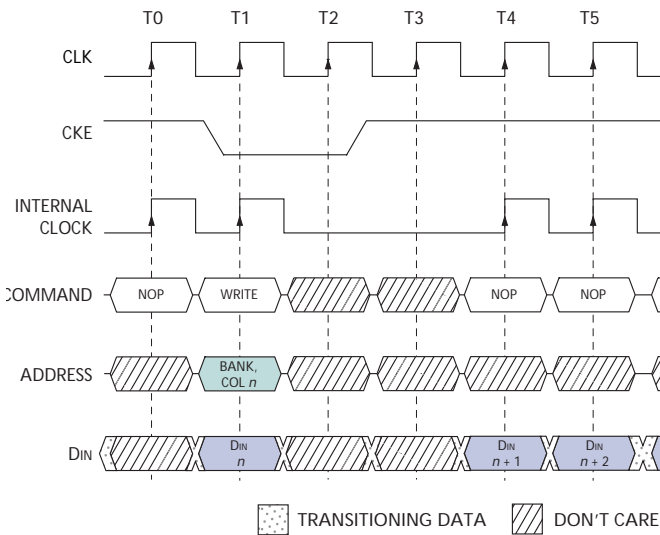 T0 T1 T2 T3 T4 T5
CLK
CKE
INTERNAL
CLOCK
COMMAND NOP WRITE NOP NOP
ADDRESS BANK,
COL n
DIN DIN
n DIN
n + 1 DIN
n + 2
TRANSITIONING DATA DON'T CARE